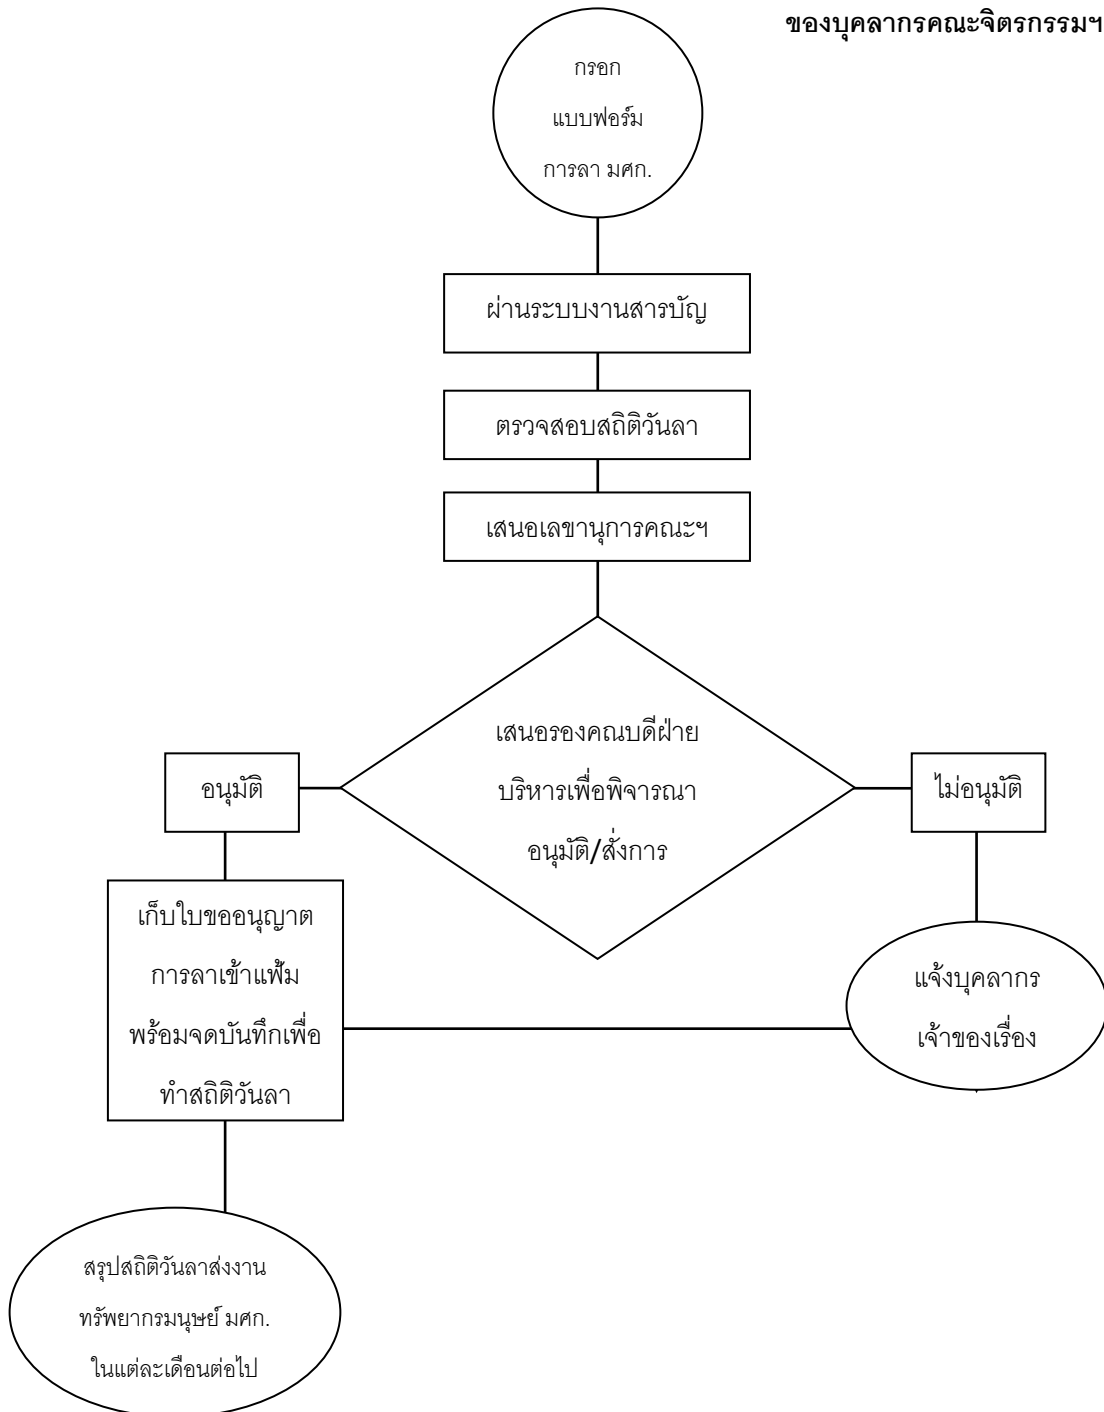 ของบุคลากรคณะจิตรกรรมฯ
กรอก
แบบฟอร์ม
การลา มศก.
ผ่านระบบงานสารบัญ
ตรวจสอบสถิติวันลา
เสนอเลขานุการคณะฯ
เสนอรองคณบดีฝ่าย
บริหารเพื่อพิจารณา
อนุมัติ/สั่งการ
อนุมัติ
ไม่อนุมัติ
เก็บใบขออนุญาต
การลาเข้าแฟ้ม
พร้อมจดบันทึกเพื่อ
ทำสถิติวันลา
แจ้งบุคลากร
เจ้าของเรื่อง
สรุปสถิติวันลาส่งงาน
ทรัพยากรมนุษย์ มศก.
ในแต่ละเดือนต่อไป